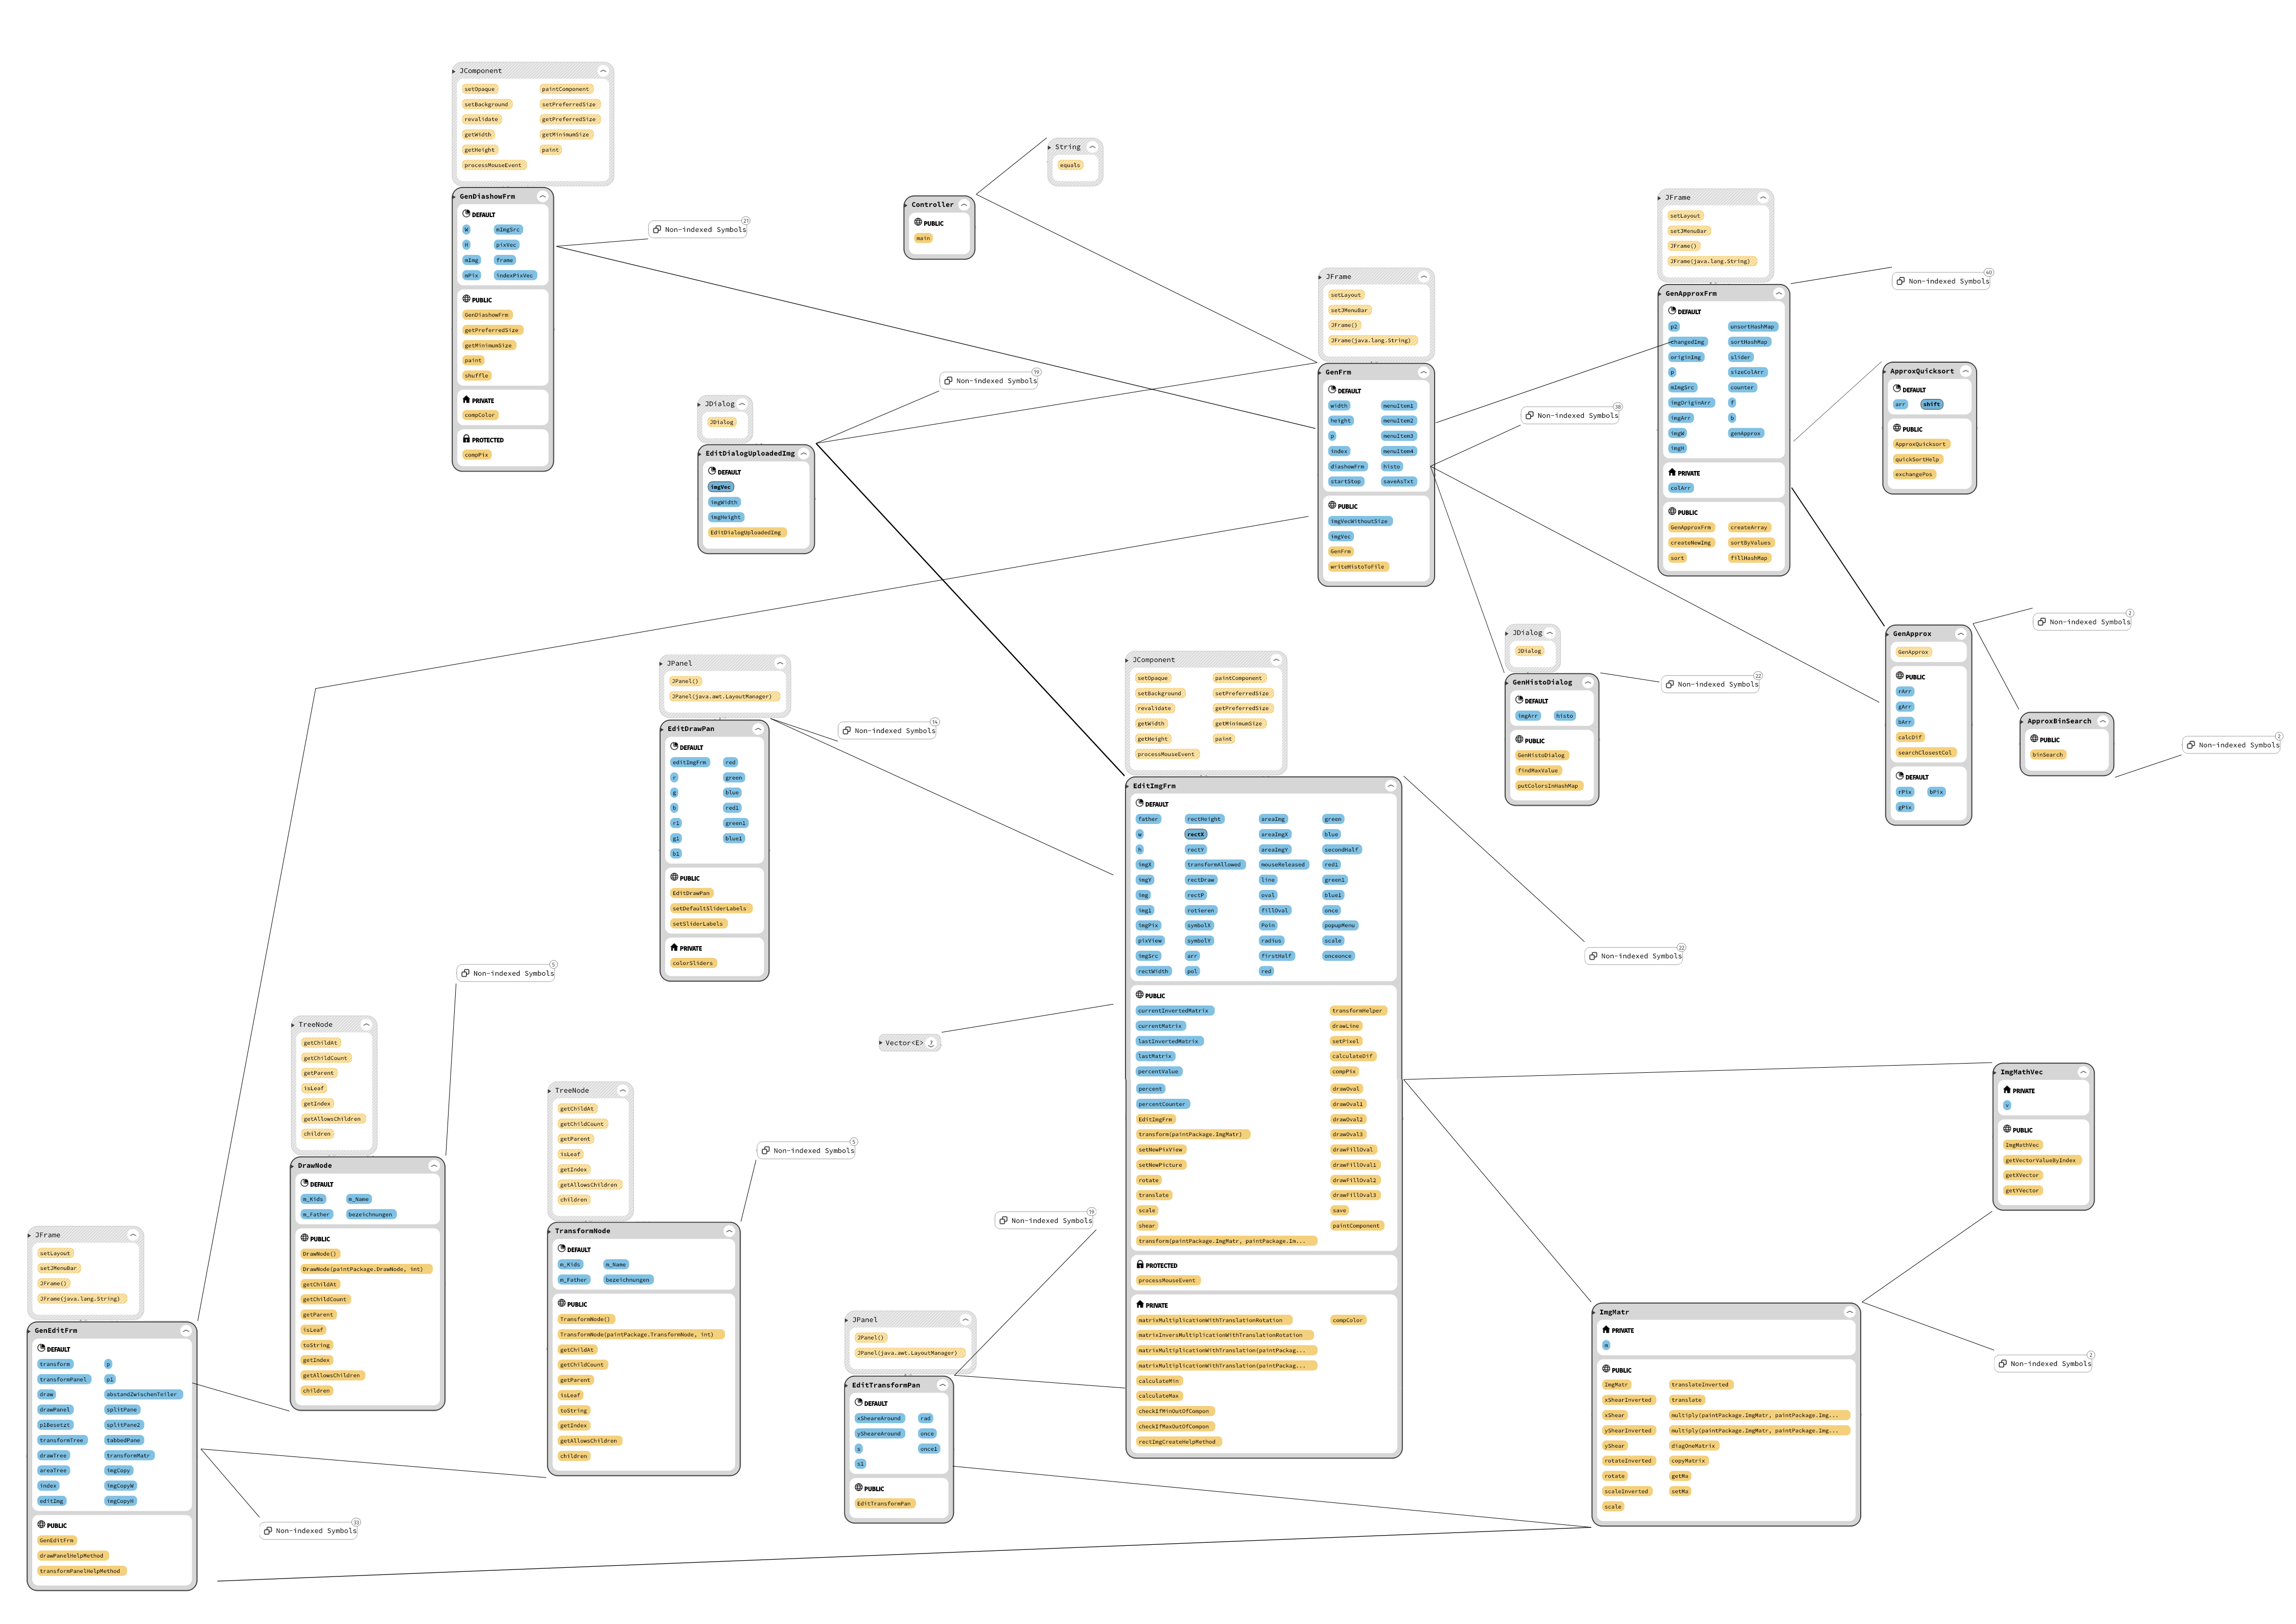 JComponent
setOpaque paintComponent
setBackground setPreferredSize
revalidate getPreferredSize
getWidth getMinimumSize
getHeight paint
processMouseEvent
GenDiashowFrm
DEFAULT
W mImgSrc
H pixVec
mImg frame
mPix indexPixVec
PUBLIC
GenDiashowFrm
getPreferredSize
getMinimumSize
paint
shuffle
PRIVATE
compColor
PROTECTED
compPix
Non-indexed Symbols 21
Controller
PUBLIC
main
String
equals
JFrame
setLayout
setJMenuBar
JFrame()
JFrame(java.lang.String)
GenFrm
DEFAULT
width menuItem1
height menuItem2
p menuItem3
index menuItem4
diashowFrm histo
startStop saveAsTxt
PUBLIC
imgVecWithoutSize
imgVec
GenFrm
writeHistoToFile
Non-indexed Symbols 38
JFrame
setLayout
setJMenuBar
JFrame()
JFrame(java.lang.String)
GenApproxFrm
DEFAULT
p2 unsortHashMap
changedImg sortHashMap
originImg slider
p sizeColArr
mImgSrc counter
imgOriginArr f
imgArr b
imgW genApprox
imgH
PRIVATE
colArr
PUBLIC
GenApproxFrm createArray
createNewImg sortByValues
sort fillHashMap
Non-indexed Symbols 40
ApproxQuicksort
DEFAULT
arr shift
PUBLIC
ApproxQuicksort
quickSortHelp
exchangePos
JDialog
JDialog
EditDialogUploadedImg
DEFAULT
imgVec
imgWidth
imgHeight
EditDialogUploadedImg
Non-indexed Symbols 19
GenApprox
GenApprox
PUBLIC
rArr
gArr
bArr
calcDif
searchClosestCol
DEFAULT
rPix bPix
gPix
Non-indexed Symbols 2
ApproxBinSearch
PUBLIC
binSearch
Non-indexed Symbols 2
JDialog
JDialog
GenHistoDialog
DEFAULT
imgArr histo
PUBLIC
GenHistoDialog
findMaxValue
putColorsInHashMap
Non-indexed Symbols 22
JPanel
JPanel()
JPanel(java.awt.LayoutManager)
EditDrawPan
DEFAULT
editImgFrm red
r green
g blue
b red1
r1 green1
g1 blue1
b1
PUBLIC
EditDrawPan
setDefaultSliderLabels
setSliderLabels
PRIVATE
colorSliders
Non-indexed Symbols 14
JComponent
setOpaque paintComponent
setBackground setPreferredSize
revalidate getPreferredSize
getWidth getMinimumSize
getHeight paint
processMouseEvent
EditImgFrm
DEFAULT
father rectHeight areaImg green
w rectX areaImgX blue
h rectY areaImgY secondHalf
imgX transformAllowed mouseReleased red1
imgY rectDraw line green1
img rectP oval blue1
img1 rotieren fillOval once
imgPix symbolX Poin popupMenu
pixView symbolY radius scale
imgSrc arr firstHalf onceonce
rectWidth pol red
PUBLIC
currentInvertedMatrix transformHelper
currentMatrix drawLine
lastInvertedMatrix setPixel
lastMatrix calculateDif
percentValue compPix
percent drawOval
percentCounter drawOval1
EditImgFrm drawOval2
transform(paintPackage.ImgMatr) drawOval3
setNewPixView drawFillOval
setNewPicture drawFillOval1
rotate drawFillOval2
translate drawFillOval3
scale save
shear paintComponent
transform(paintPackage.ImgMatr, paintPackage.Im...
PROTECTED
processMouseEvent
PRIVATE
matrixMultiplicationWithTranslationRotation compColor
matrixInversMultiplicationWithTranslationRotation
matrixMultiplicationWithTranslation(paintPackag...
matrixMultiplicationWithTranslation(paintPackag...
calculateMin
calculateMax
checkIfMinOutOfCompon
checkIfMaxOutOfCompon
rectImgCreateHelpMethod
Non-indexed Symbols 22
Vector<E> 7
TreeNode
getChildAt
getChildCount
getParent
isLeaf
getIndex
getAllowsChildren
children
DrawNode
DEFAULT
m_Kids m_Name
m_Father bezeichnungen
PUBLIC
DrawNode()
DrawNode(paintPackage.DrawNode, int)
getChildAt
getChildCount
getParent
isLeaf
toString
getIndex
getAllowsChildren
children
Non-indexed Symbols 5
TreeNode
getChildAt
getChildCount
getParent
isLeaf
getIndex
getAllowsChildren
children
TransformNode
DEFAULT
m_Kids m_Name
m_Father bezeichnungen
PUBLIC
TransformNode()
TransformNode(paintPackage.TransformNode, int)
getChildAt
getChildCount
getParent
isLeaf
toString
getIndex
getAllowsChildren
children
Non-indexed Symbols 5
Non-indexed Symbols 19
JPanel
JPanel()
JPanel(java.awt.LayoutManager)
EditTransformPan
DEFAULT
xSheareAround rad
ySheareAround once
s once1
s1
PUBLIC
EditTransformPan
JFrame
setLayout
setJMenuBar
JFrame()
JFrame(java.lang.String)
GenEditFrm
DEFAULT
transform p
transformPanel p1
draw abstandZwischenTeiler
drawPanel splitPane
p1Besetzt splitPane2
transformTree tabbedPane
drawTree transformMatr
areaTree imgCopy
index imgCopyW
editImg imgCopyH
PUBLIC
GenEditFrm
drawPanelHelpMethod
transformPanelHelpMethod
Non-indexed Symbols 33
ImgMathVec
PRIVATE
v
PUBLIC
ImgMathVec
getVectorValueByIndex
getXVector
getYVector
ImgMatr
PRIVATE
m
PUBLIC
ImgMatr translateInverted
xShearInverted translate
xShear multiply(paintPackage.ImgMatr, paintPackage.Img...
yShearInverted multiply(paintPackage.ImgMatr, paintPackage.Img...
yShear diagOneMatrix
rotateInverted copyMatrix
rotate getMa
scaleInverted setMa
scale
Non-indexed Symbols 2